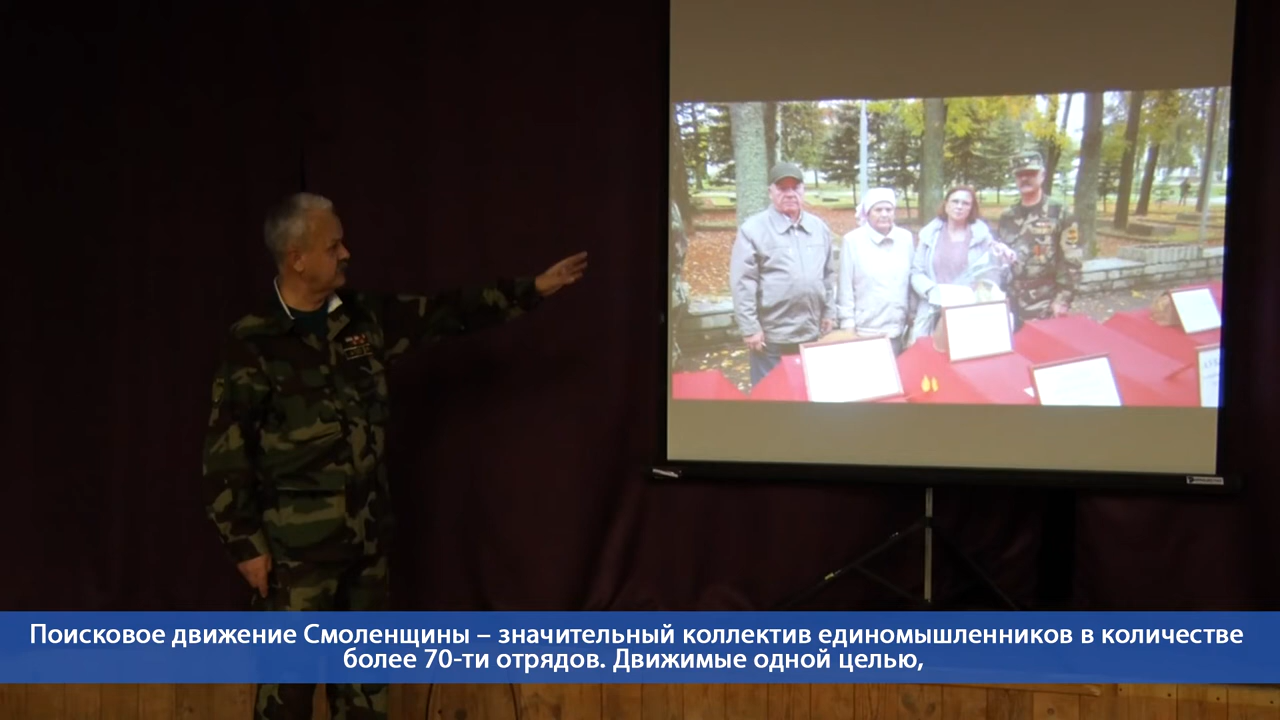 Поисковое движение Смоленщины – значительный коллектив единомышленников в количестве
более 70-ти отрядов. Движимые одной целью,